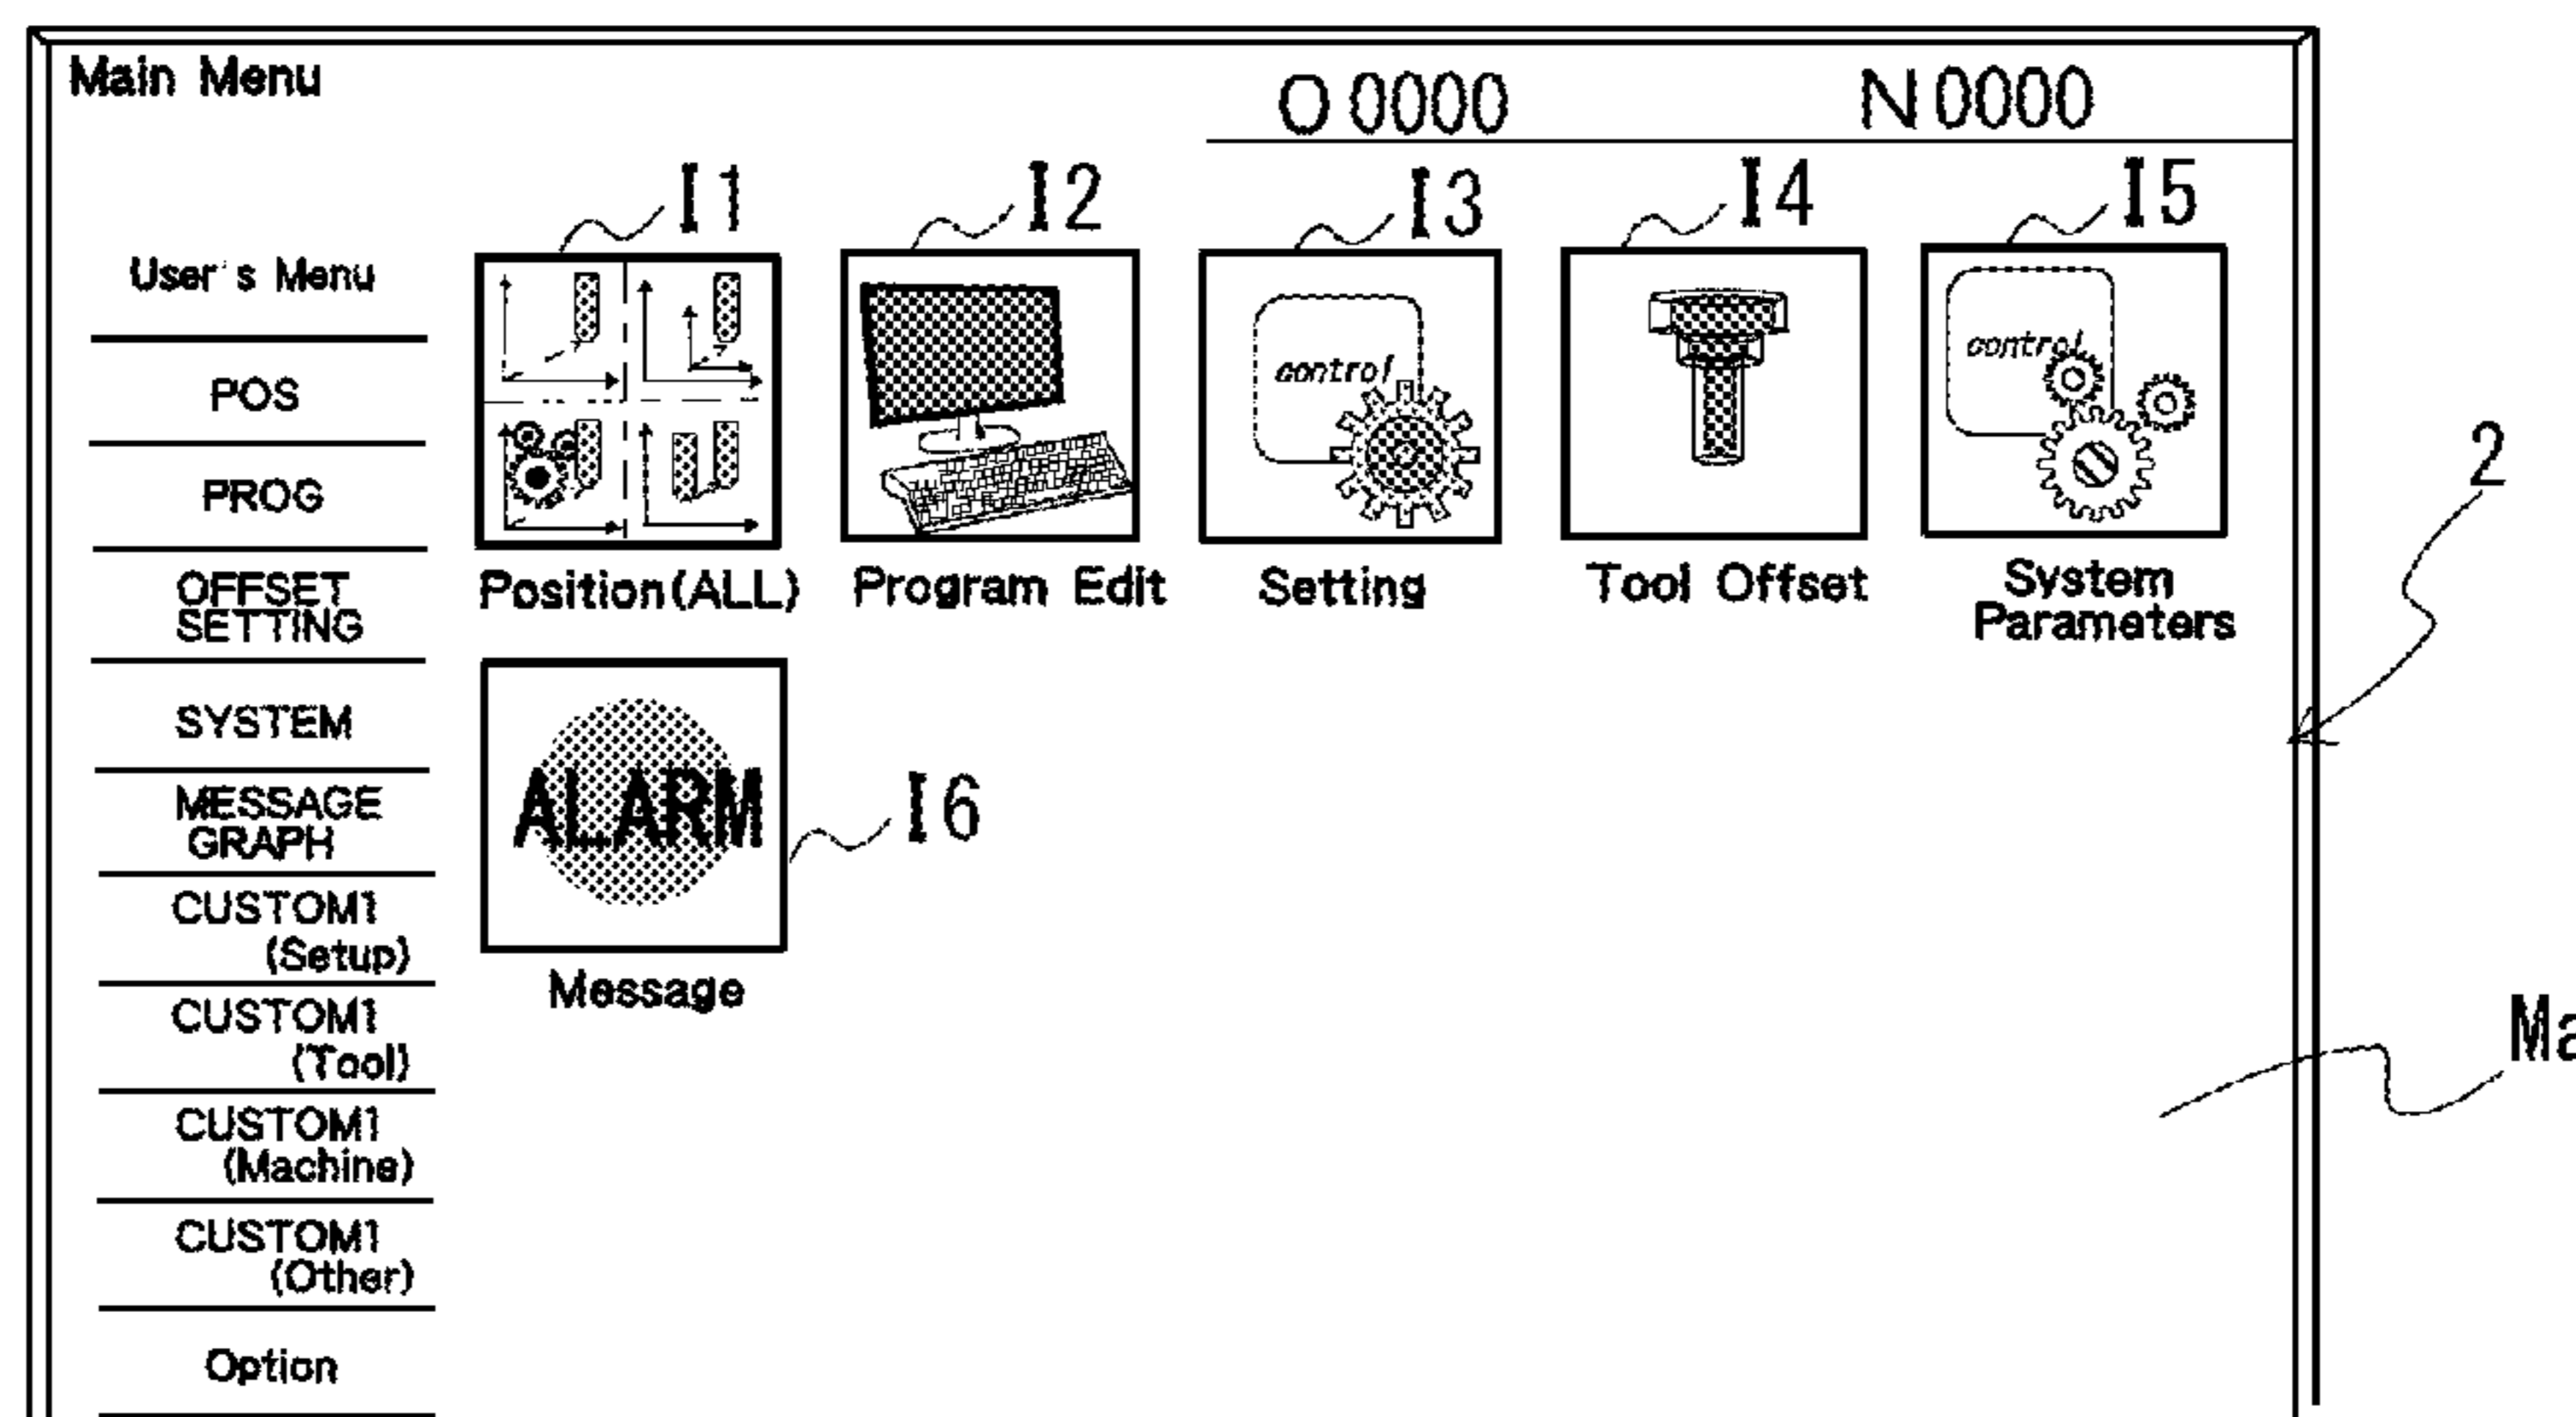 Main Menu
O 0000 N 0000
I1 I2 I3 I4 I5
User's Menu
POS
PROG
OFFSET
SETTING
SYSTEM
MESSAGE
GRAPH
CUSTOM1
(Setup)
CUSTOM1
(Tool)
CUSTOM1
(Machine)
CUSTOM1
(Other)
Option
control
control
Position(ALL) Program Edit Setting Tool Offset System
Parameters
2
ALARM
I6
Message
Ma